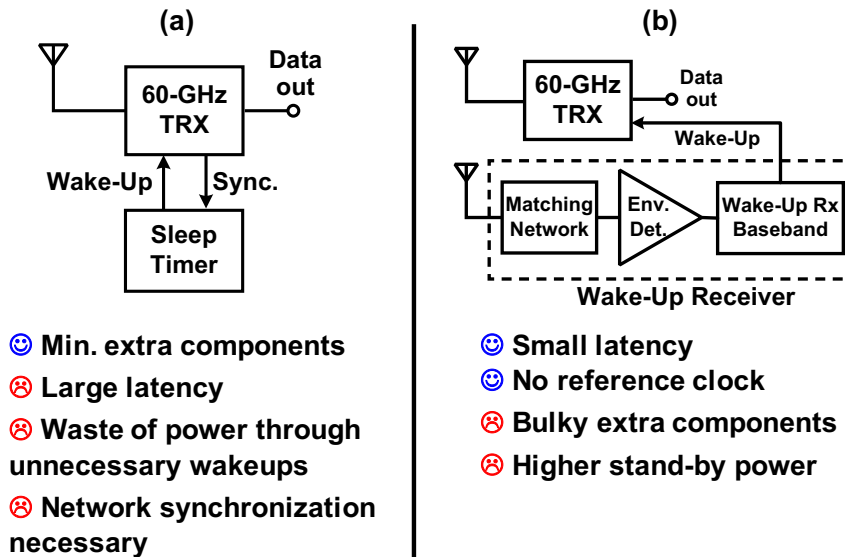 (a)
60-GHz
TRX
Data
out
Wake-Up
Sync.
Sleep
Timer
Min. extra components
Large latency
Waste of power through
unnecessary wakeups
Network synchronization
necessary
(b)
60-GHz
TRX
Data
out
Wake-Up
Matching
Network
Env.
Det.
Wake-Up Rx
Baseband
Wake-Up Receiver
Small latency
No reference clock
Bulky extra components
Higher stand-by power